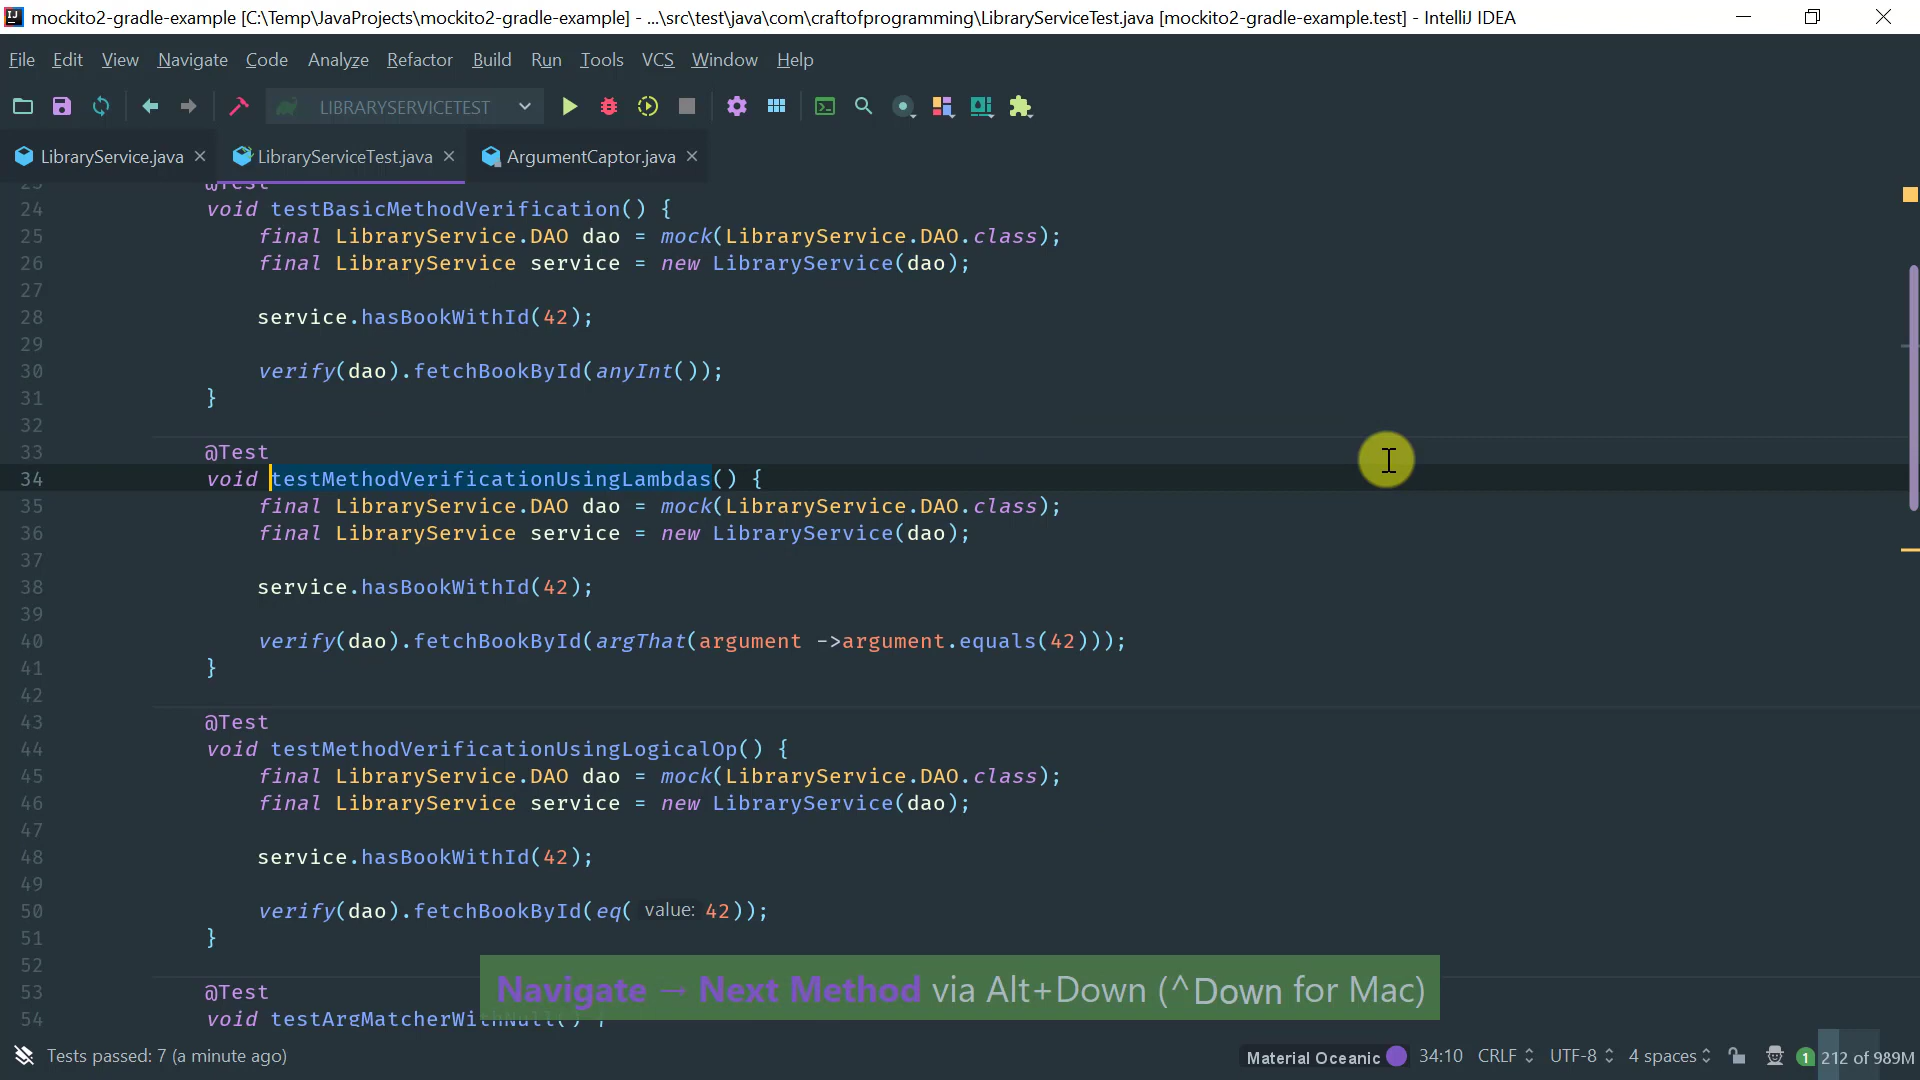 mockito2-gradle-example [C:\Temp\JavaProjects\mockito2-gradle-example] - ...\src\test\java\com\craftofprogramming\LibraryServiceTest.java [mockito2-gradle-example.test] - IntelliJ IDEA
File Edit View Navigate Code Analyze Refactor Build Run Tools VCS Window Help
LIBRARYSERVICETEST
LibraryService.java LibraryServiceTest.java ArgumentCaptor.java
23 @Test
24 void testBasicMethodVerification() {
25 final LibraryService.DAO dao = mock(LibraryService.DAO.class);
26 final LibraryService service = new LibraryService(dao);
27
28 service.hasBookWithId(42);
29
30 verify(dao).fetchBookById(anyInt());
31 }
32
33 @Test
34 void testMethodVerificationUsingLambdas() {
35 final LibraryService.DAO dao = mock(LibraryService.DAO.class);
36 final LibraryService service = new LibraryService(dao);
37
38 service.hasBookWithId(42);
39
40 verify(dao).fetchBookById(argThat(argument ->argument.equals(42)));
41 }
42
43 @Test
44 void testMethodVerificationUsingLogicalOp() {
45 final LibraryService.DAO dao = mock(LibraryService.DAO.class);
46 final LibraryService service = new LibraryService(dao);
47
48 service.hasBookWithId(42);
49
50 verify(dao).fetchBookById(eq( value: 42));
51 }
52
53 @Test
54 void testArgMatcherWithNull() {
Navigate → Next Method via Alt+Down (^Down for Mac)
Tests passed: 7 (a minute ago) Material Oceanic 34:10 CRLF UTF-8 4 spaces 1 212 of 989M